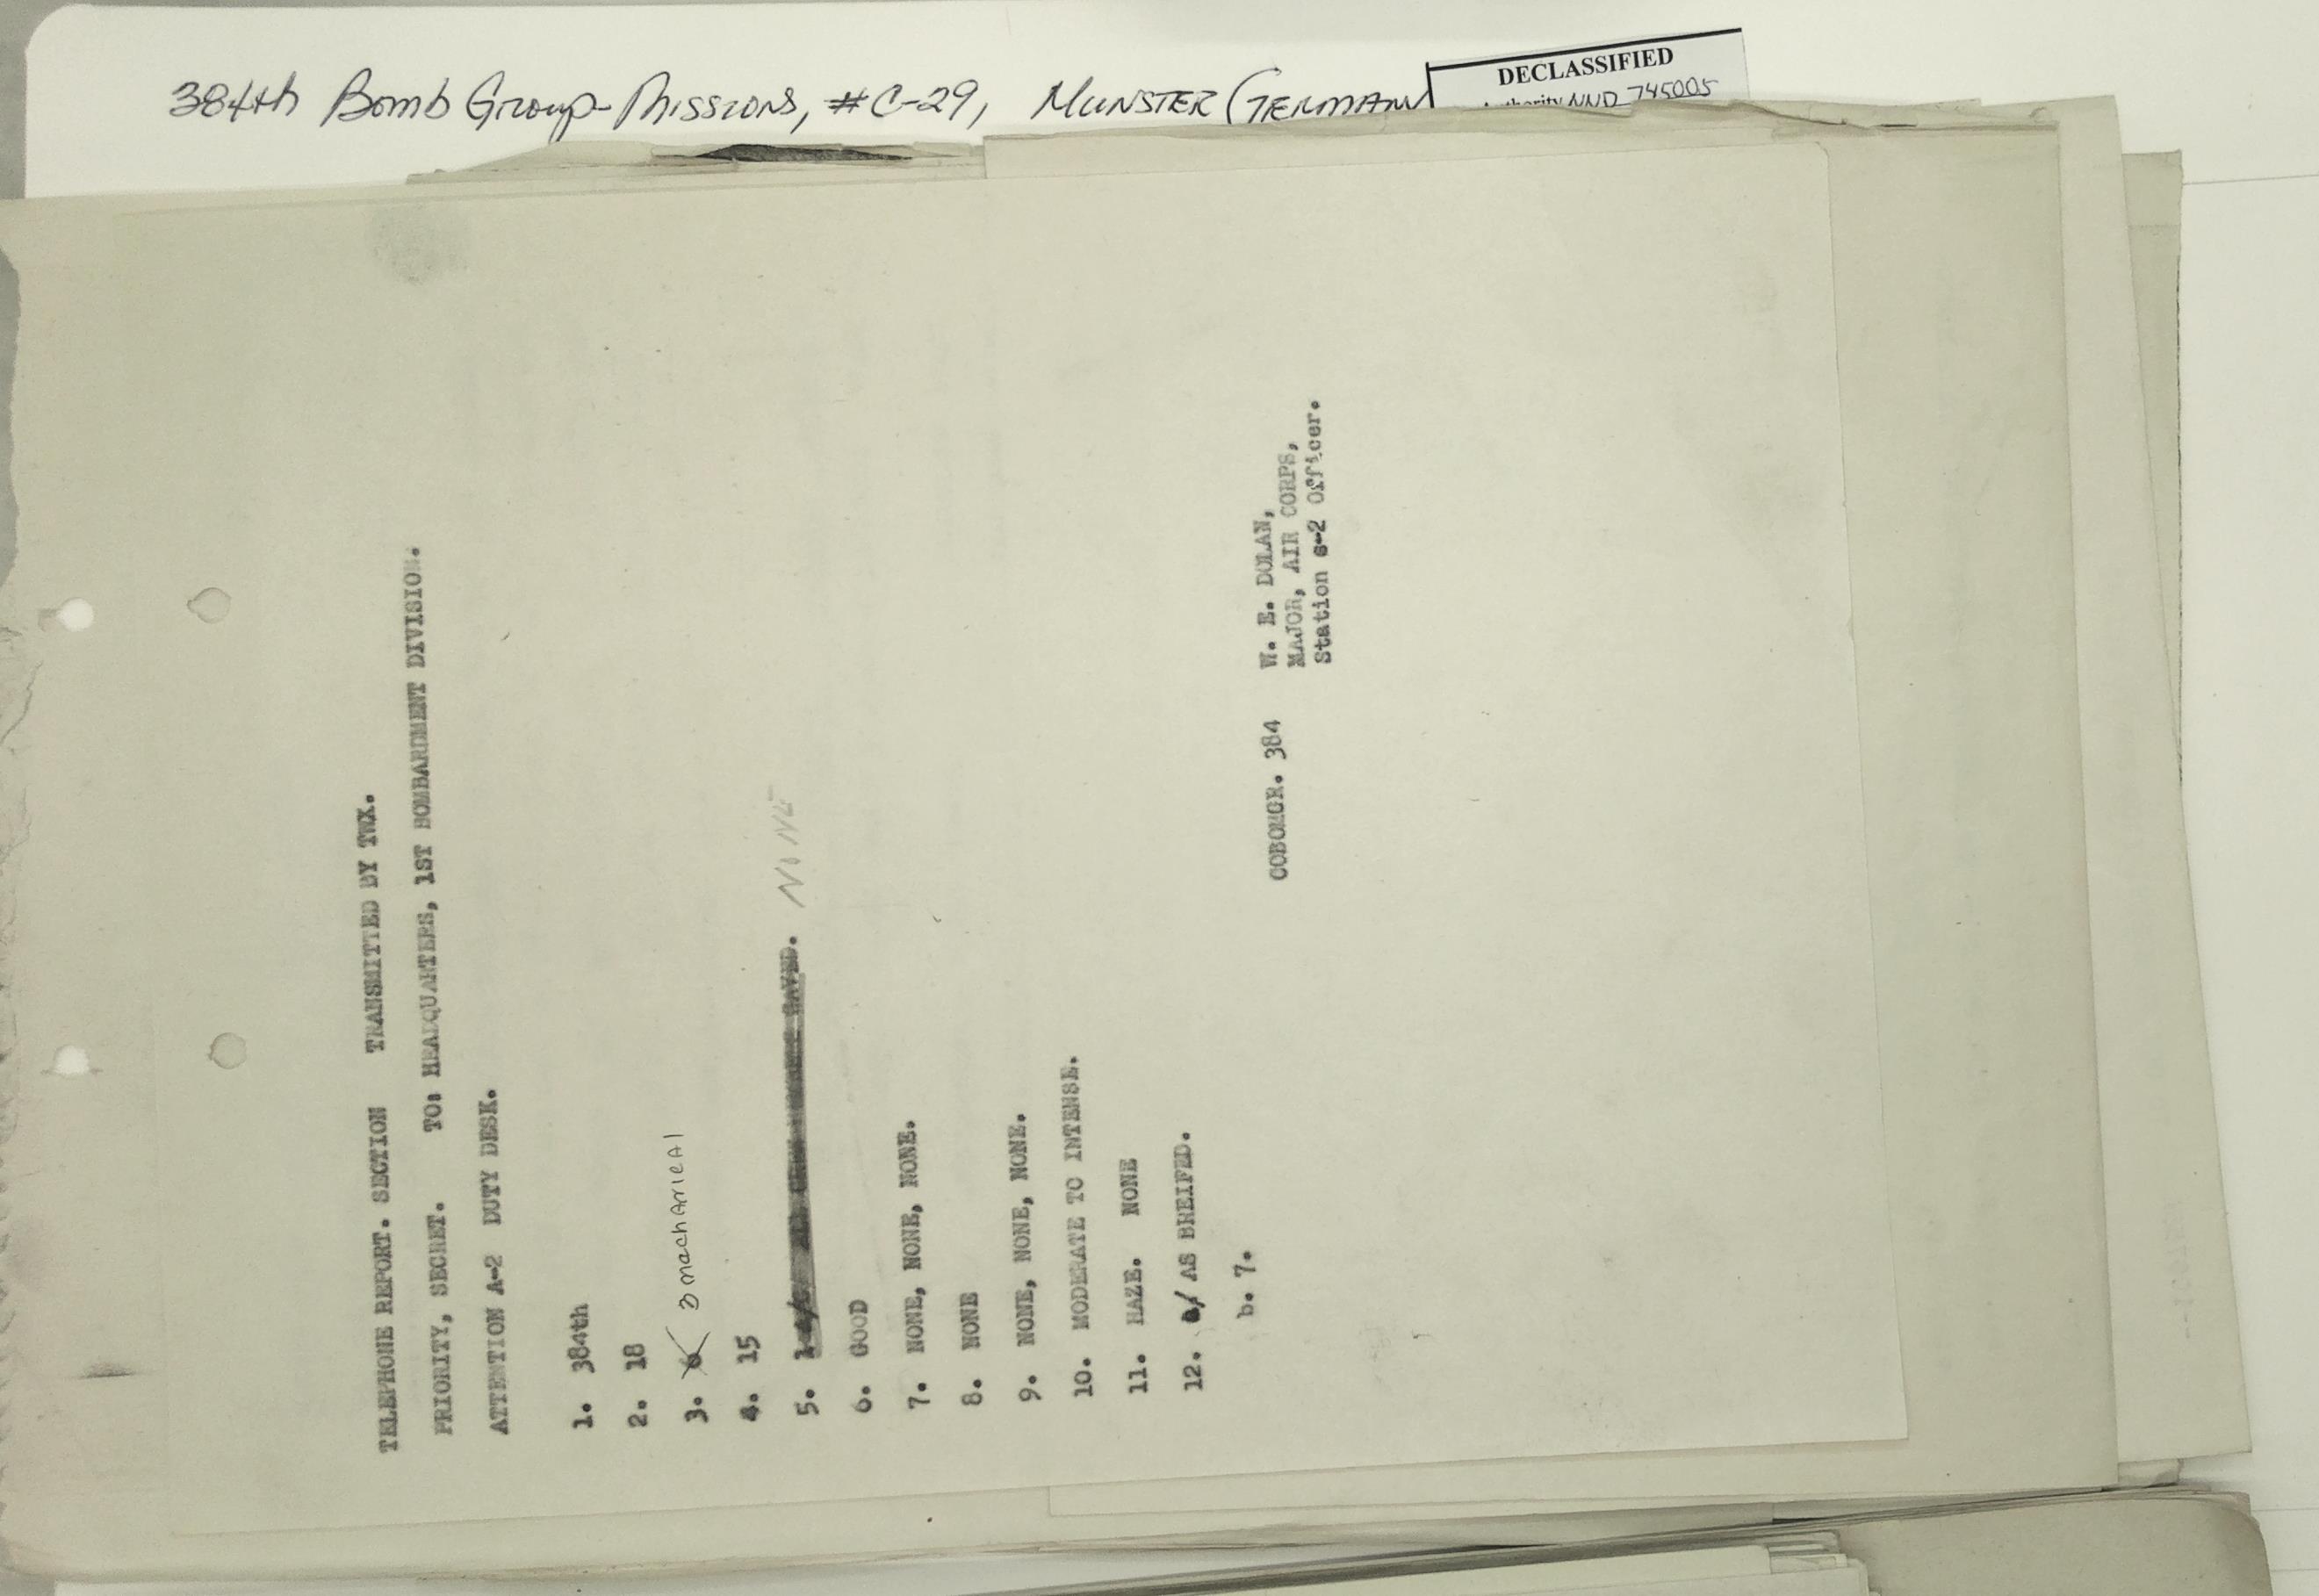 384th Bomb Group-Missions, #C-29, MUNSTER (GERMAN
DECLASSIFIED
Authority NND 745005
TELEPHONE REPORT. SECTION TRANSMITTED BY TWX.
PRIORITY, SECRET. TO: HEADQUARTERS, 1ST BOMBARDMENT DIVISION.
ATTENTION A-2 DUTY DESK.
1. 384th
2. 18
3. 3 mechanical
4. 15
5. SAVED. NONE
6. GOOD
7. NONE, NONE, NONE.
8. NONE
9. NONE, NONE, NONE.
10. MODERATE TO INTENSE.
11. HAZE. NONE
12. a/ AS BREIFED.
b. 7.
COBOMGR. 384 W. E. DOLAN,
MAJOR, AIR CORPS,
Station s-2 Officer.